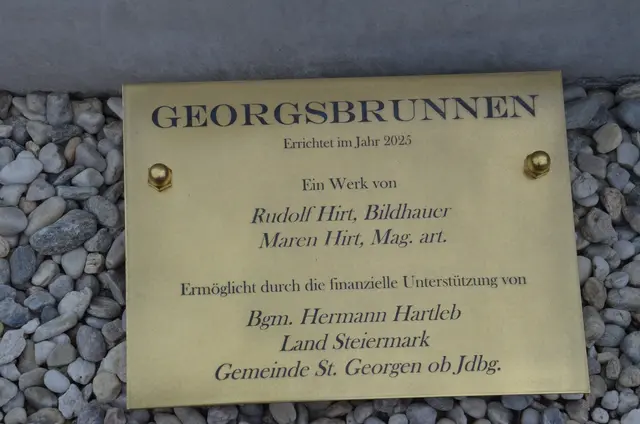 GEORGSBRUNNEN
Errichtet im Jahr 2025
Ein Werk von
Rudolf Hirt, Bildhauer
Maren Hirt, Mag. art.
Ermöglicht durch die finanzielle Unterstützung von
Bgm. Hermann Hartleb
Land Steiermark
Gemeinde St. Georgen ob Jdbg.